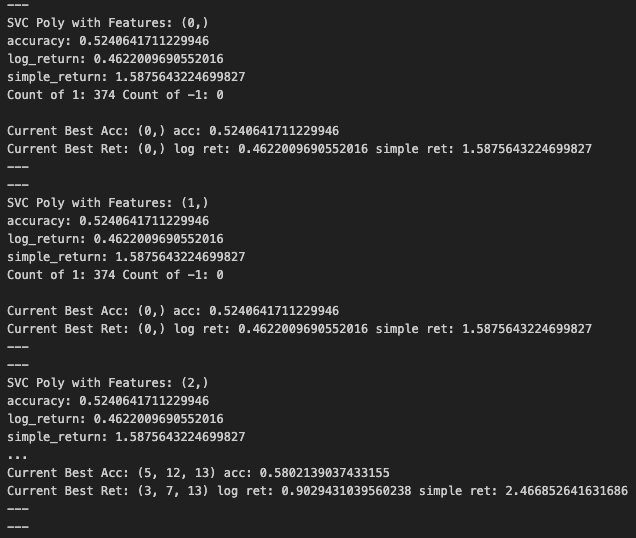 ---
SVC Poly with Features: (0,)
accuracy: 0.5240641711229946
log_return: 0.4622009690552016
simple_return: 1.5875643224699827
Count of 1: 374 Count of -1: 0
Current Best Acc: (0,) acc: 0.5240641711229946
Current Best Ret: (0,) log ret: 0.4622009690552016 simple ret: 1.5875643224699827
---
---
SVC Poly with Features: (1,)
accuracy: 0.5240641711229946
log_return: 0.4622009690552016
simple_return: 1.5875643224699827
Count of 1: 374 Count of -1: 0
Current Best Acc: (0,) acc: 0.5240641711229946
Current Best Ret: (0,) log ret: 0.4622009690552016 simple ret: 1.5875643224699827
---
---
SVC Poly with Features: (2,)
accuracy: 0.5240641711229946
log_return: 0.4622009690552016
simple_return: 1.5875643224699827
...
Current Best Acc: (5, 12, 13) acc: 0.5802139037433155
Current Best Ret: (3, 7, 13) log ret: 0.9029431039560238 simple ret: 2.466852641631686
---
---